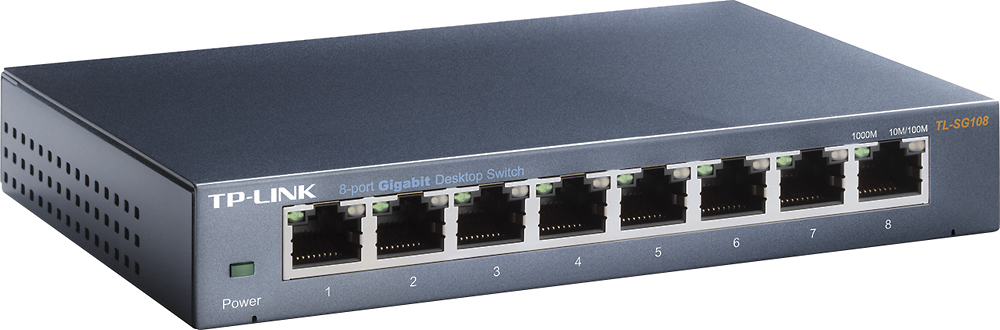 TL-SG108
1000M 10M/100M
TP-LINK 8-port Gigabit Desktop Switch
1 2 3 4 5 6 7 8
Power